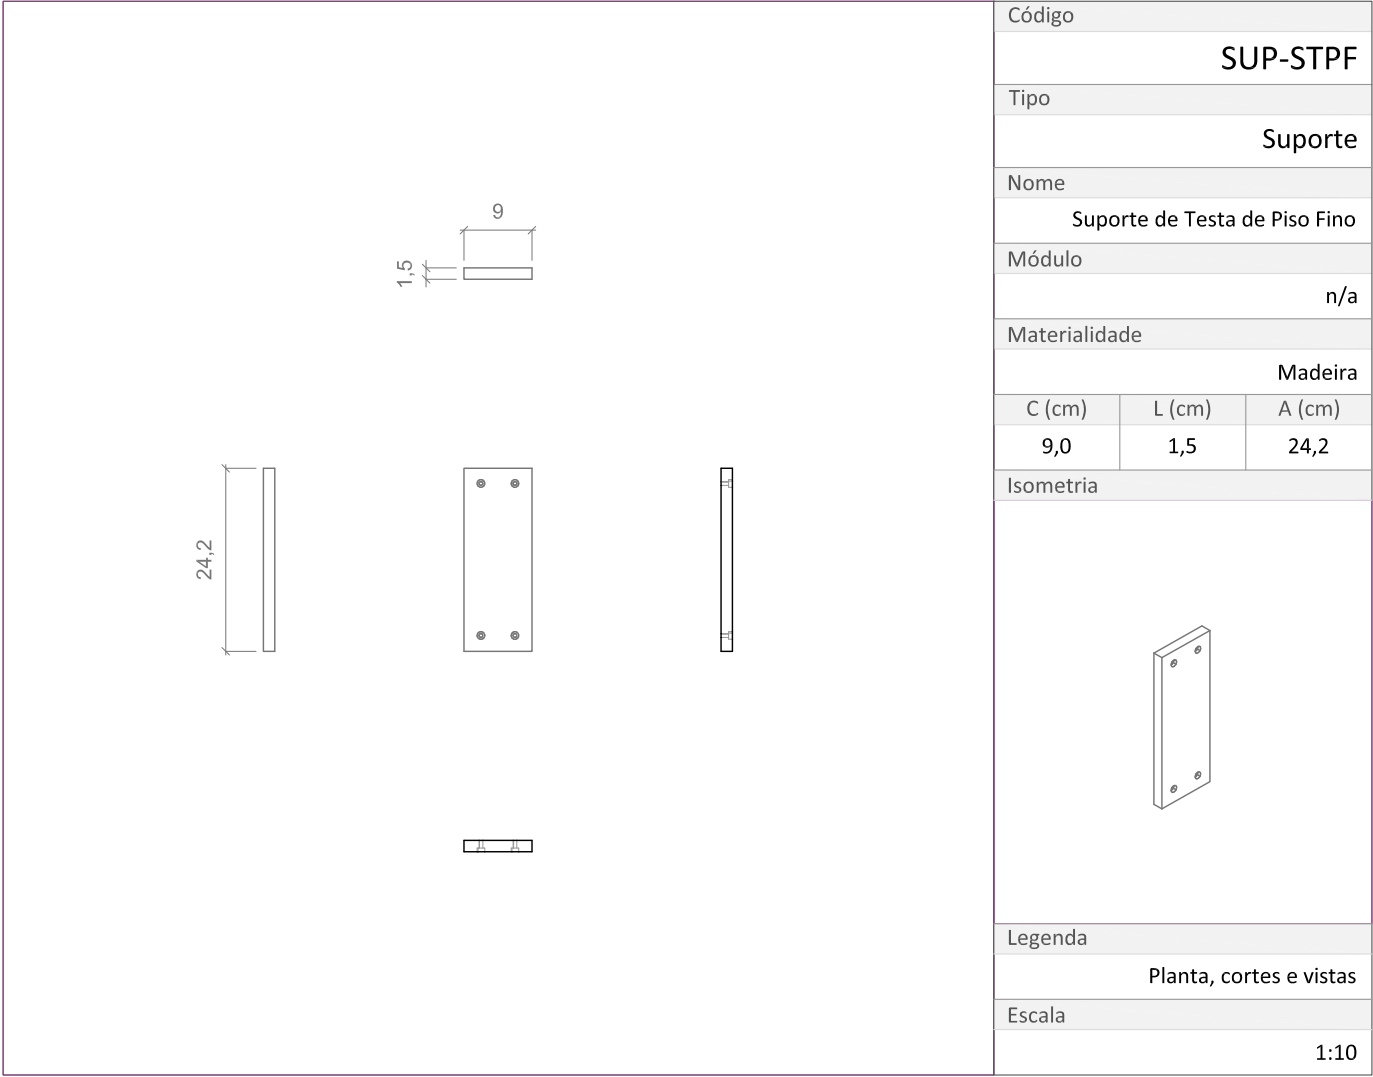 9
1,5
24,2
Código
SUP-STPF
Tipo
Suporte
Nome
Suporte de Testa de Piso Fino
Módulo
n/a
Materialidade
Madeira
C (cm) L (cm) A (cm)
9,0 1,5 24,2
Isometria
Legenda
Planta, cortes e vistas
Escala
1:10